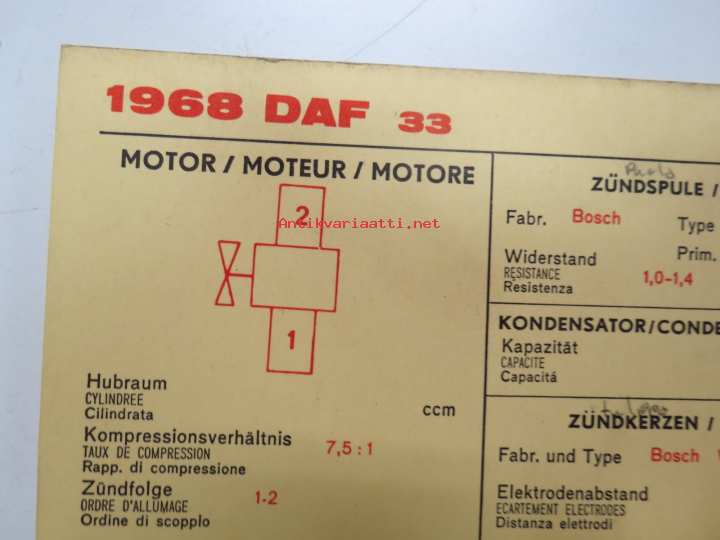 1968 DAF 33
MOTOR / MOTEUR / MOTORE
2
Antikvariaatti.net
1
Hubraum
CYLINDREE
Cilindrata
ccm
Kompressionsverhältnis
TAUX DE COMPRESSION
Rapp. di compressione
7,5 : 1
Zündfolge
ORDRE D'ALLUMAGE
Ordine di scopplo
1-2
ZÜNDSPULE /
Fabr. Bosch Type
Prim.
Widerstand
RESISTANCE
Resistenza
1,0-1,4
KONDENSATOR/CONDE
Kapazität
CAPACITE
Capacitá
ZÜNDKERZEN /
Fabr. und Type Bosch
Elektrodenabstand
ECARTEMENT ELECTRODES
Distanza elettrodi